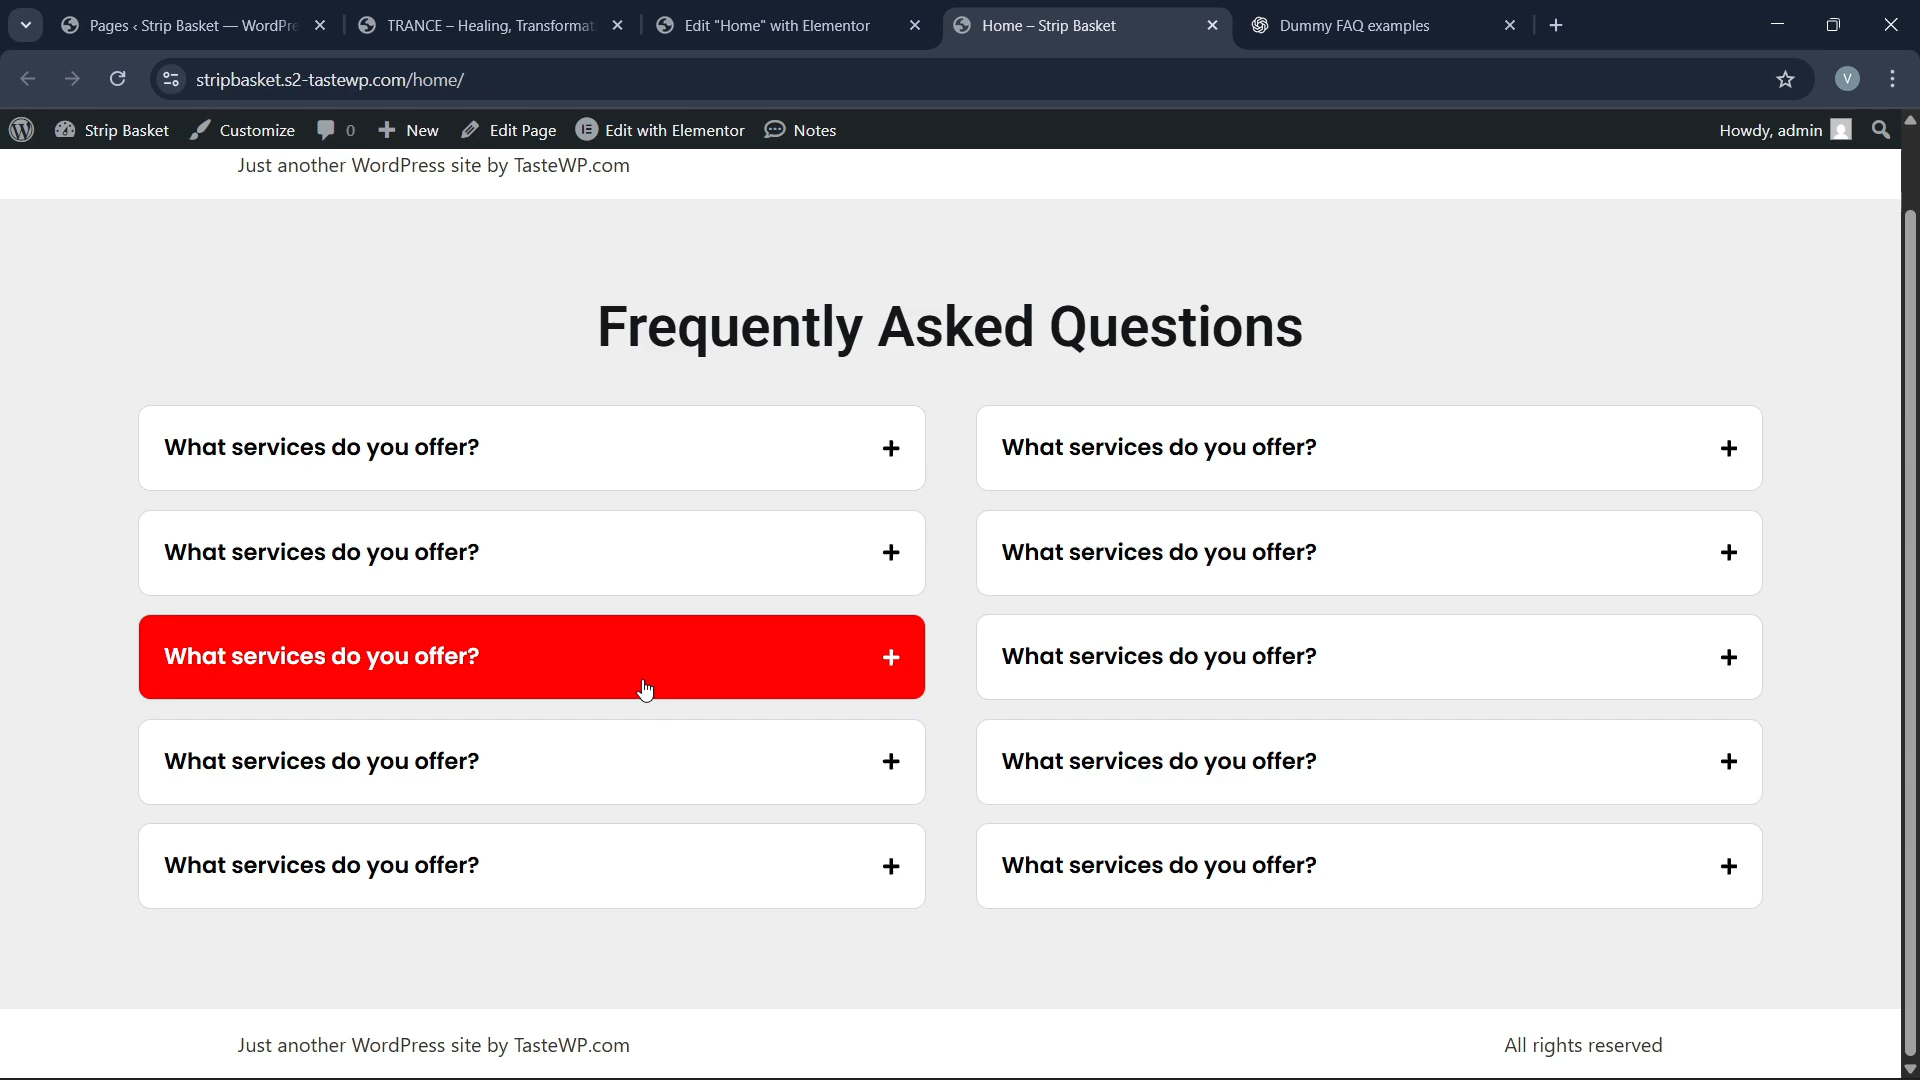 Pages ‹ Strip Basket — WordPre
TRANCE – Healing, Transformat
Edit "Home" with Elementor
Home – Strip Basket
Dummy FAQ examples
stripbasket.s2-tastewp.com/home/
V
Strip Basket
Customize
0
New
Edit Page
Edit with Elementor
Notes
Howdy, admin
Just another WordPress site by TasteWP.com
Frequently Asked Questions
What services do you offer? +
What services do you offer? +
What services do you offer? +
What services do you offer? +
What services do you offer? +
What services do you offer? +
What services do you offer? +
What services do you offer? +
What services do you offer? +
What services do you offer? +
Just another WordPress site by TasteWP.com
All rights reserved